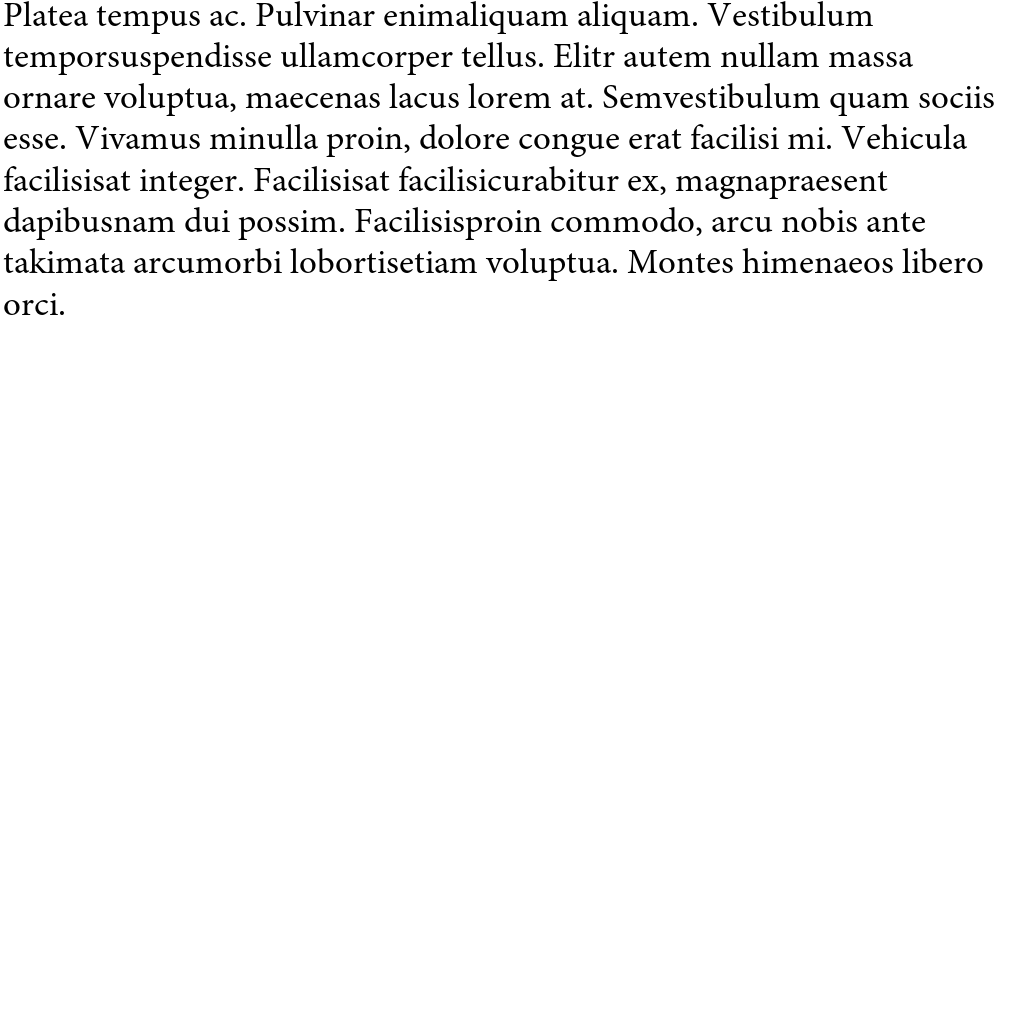 Platea tempus ac. Pulvinar enimaliquam aliquam. Vestibulum
temporsuspendisse ullamcorper tellus. Elitr autem nullam massa
ornare voluptua, maecenas lacus lorem at. Semvestibulum quam sociis
esse. Vivamus minulla proin, dolore congue erat facilisi mi. Vehicula
facilisisat integer. Facilisisat facilisicurabitur ex, magnapraesent
dapibusnam dui possim. Facilisisproin commodo, arcu nobis ante
takimata arcumorbi lobortisetiam voluptua. Montes himenaeos libero
orci.